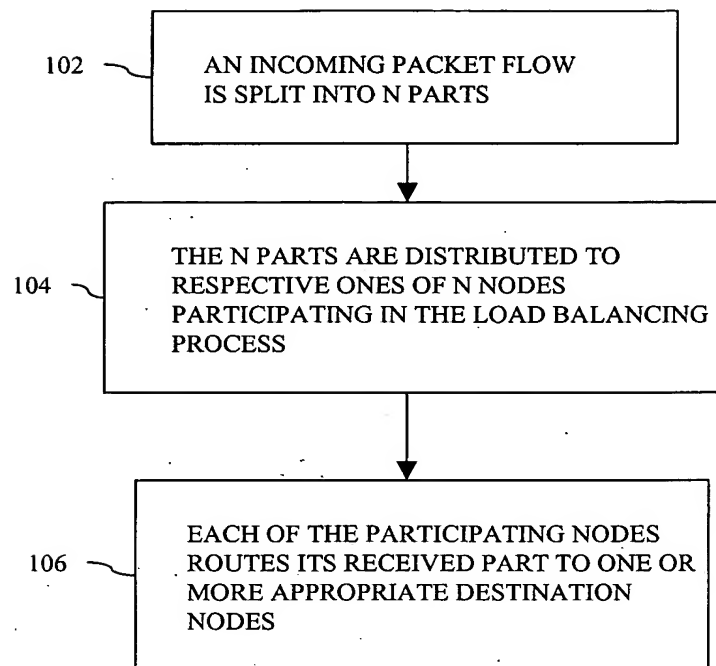 102
AN INCOMING PACKET FLOW
IS SPLIT INTO N PARTS
104
THE N PARTS ARE DISTRIBUTED TO
RESPECTIVE ONES OF N NODES
PARTICIPATING IN THE LOAD BALANCING
PROCESS
106
EACH OF THE PARTICIPATING NODES
ROUTES ITS RECEIVED PART TO ONE OR
MORE APPROPRIATE DESTINATION
NODES